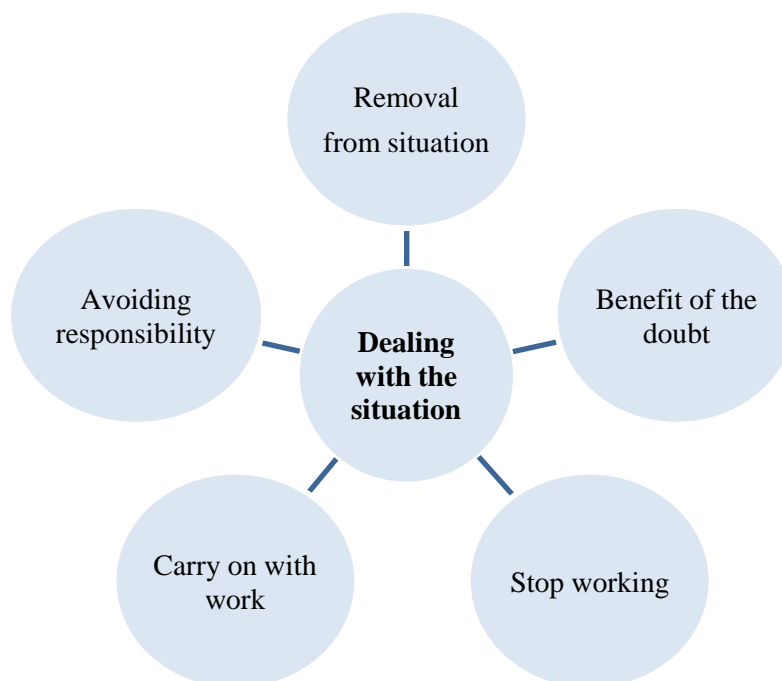 Removal
from situation
Avoiding
responsibility
Benefit of the
doubt
Dealing
with the
situation
Carry on with
work
Stop working